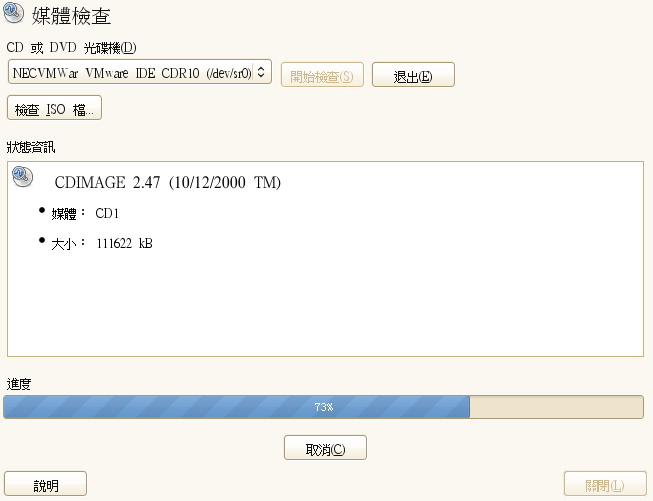 媒體檢查
CD 或 DVD 光碟機(D)
NECVMWar VMware IDE CDR10 (/dev/sr0) 開始檢查(S) 退出(E)
檢查 ISO 檔...
狀態資訊
CDIMAGE 2.47 (10/12/2000 TM)
• 媒體： CD1
• 大小： 111622 kB
進度
73%
取消(C)
說明 關閉(L)